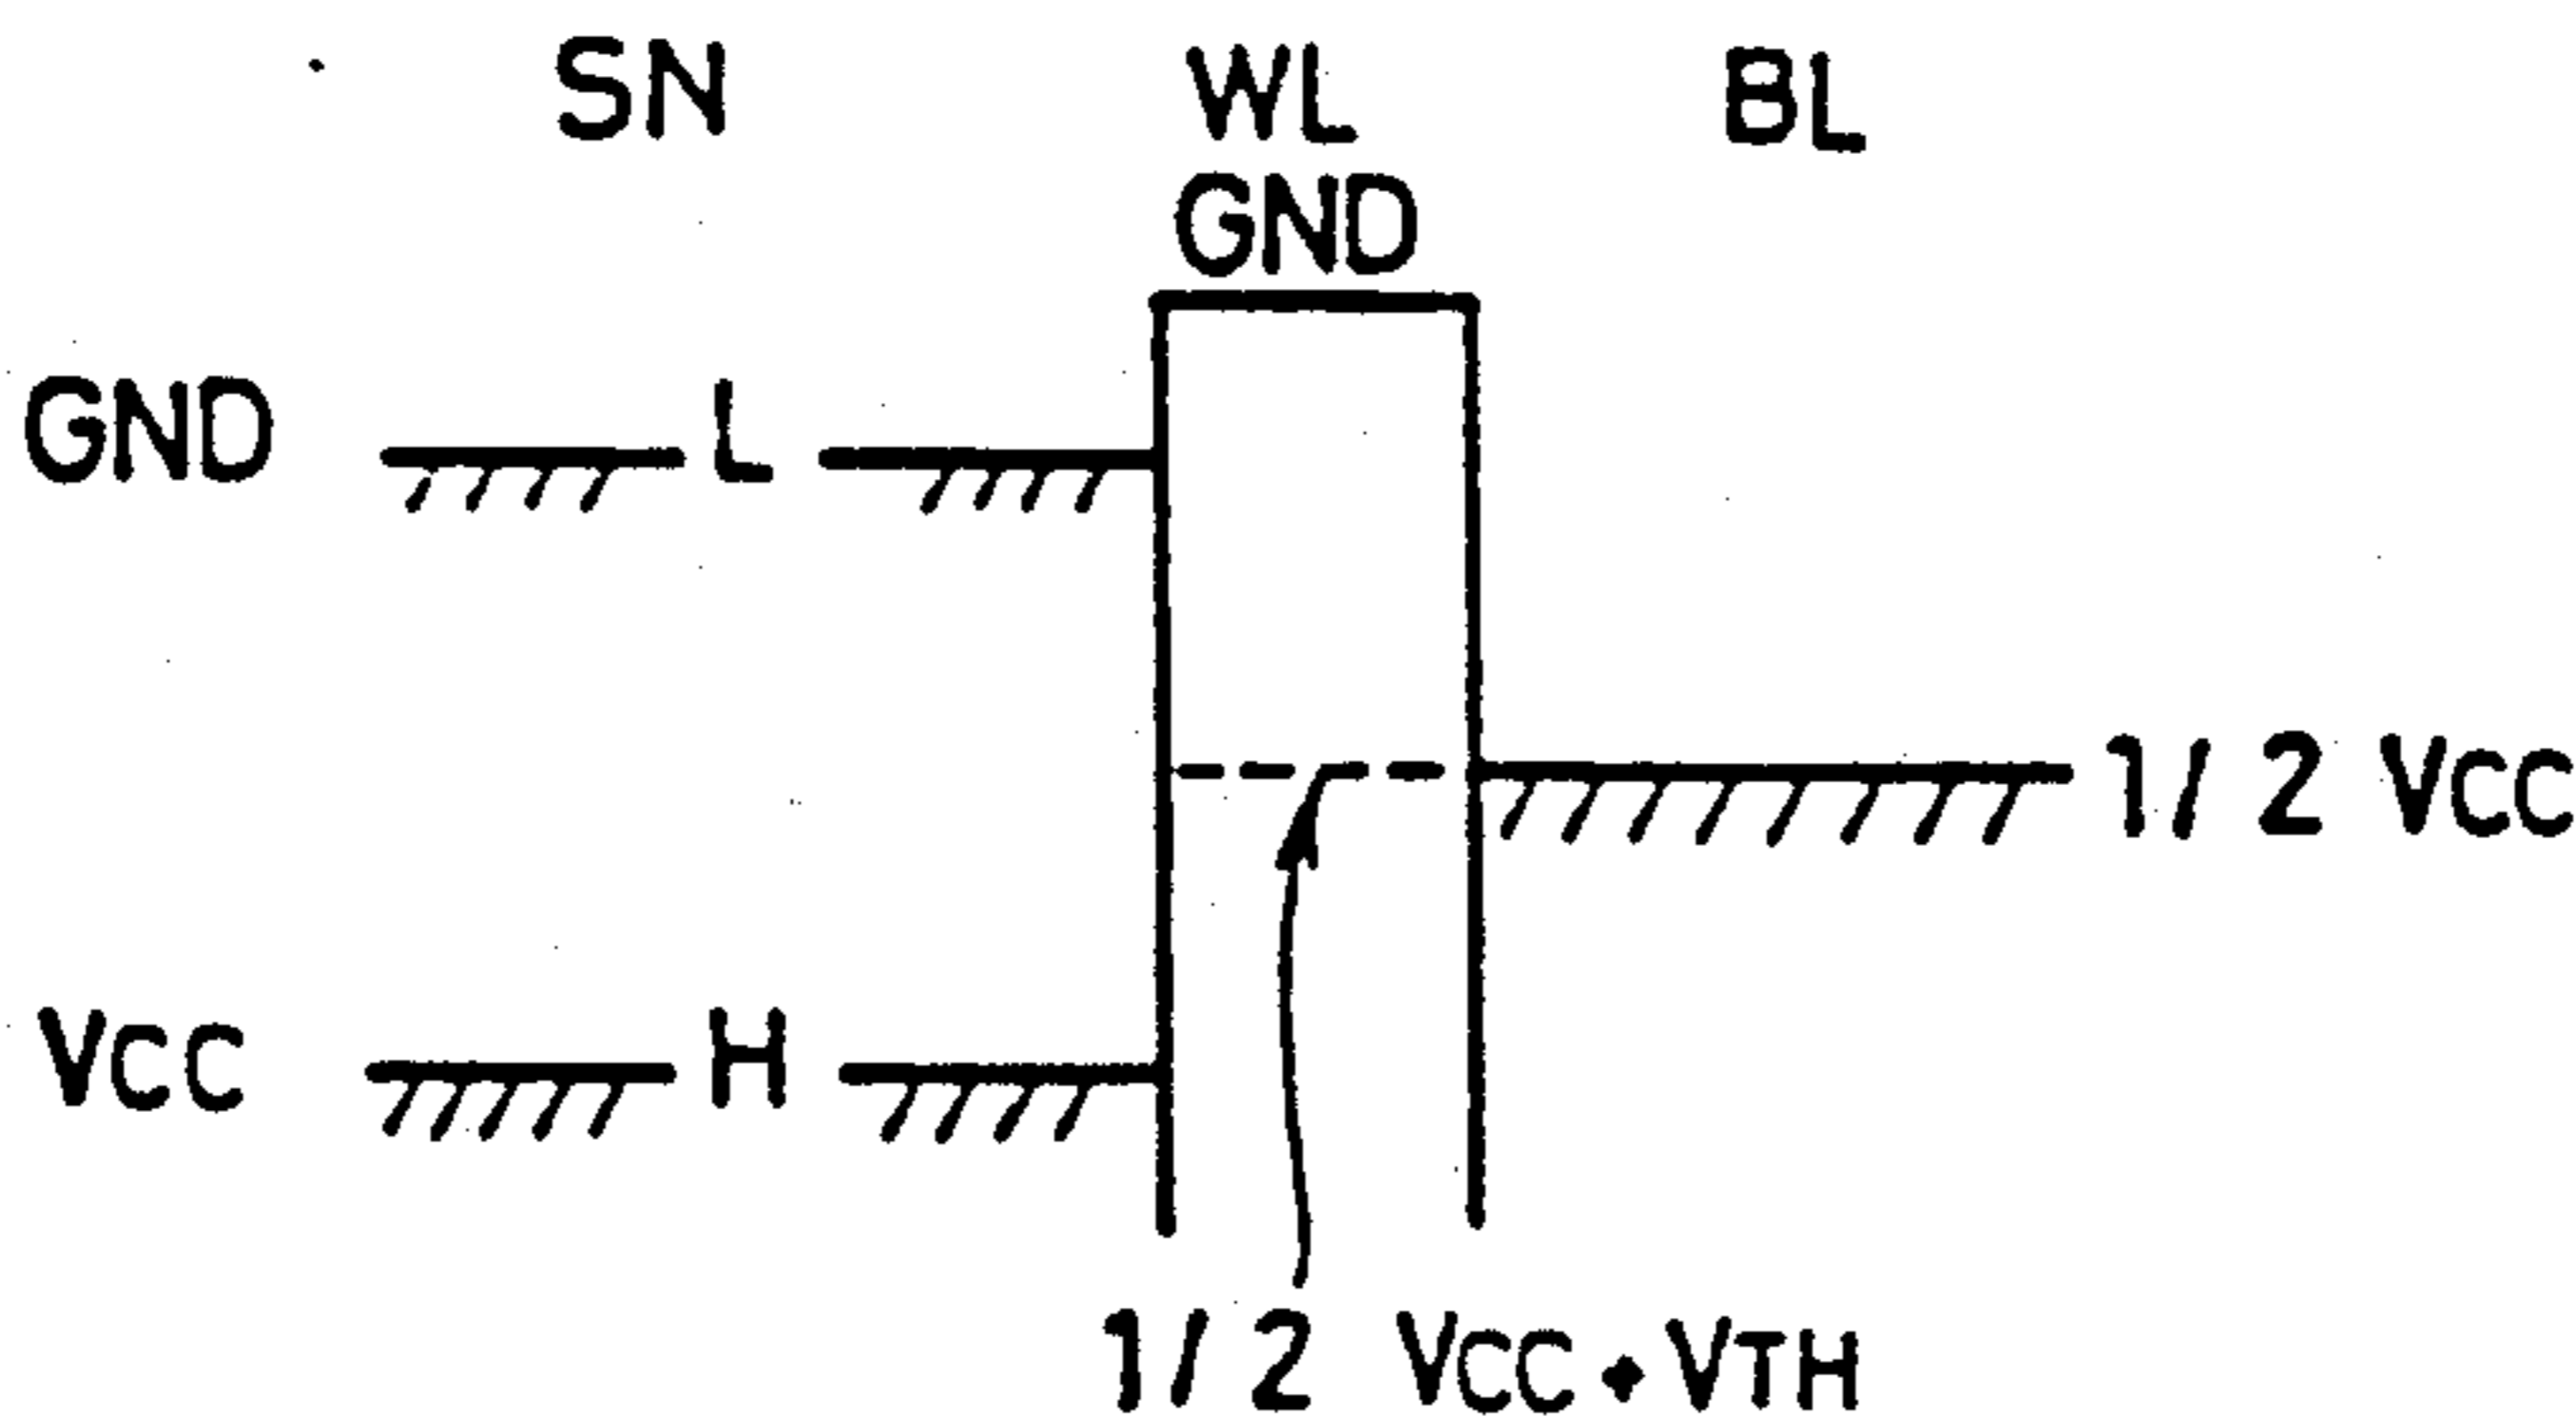 SN WL BL
GND
GND L
1/2 VCC
VCC H
1/2 VCC・VTH